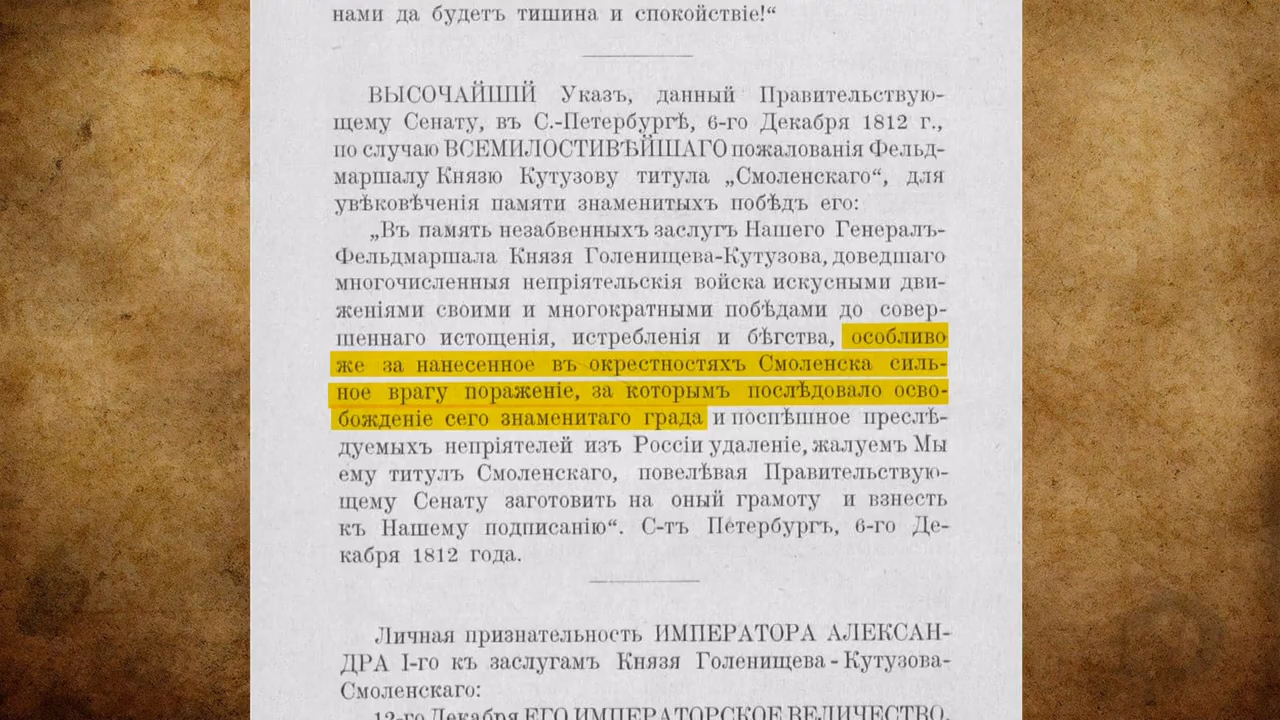 нами да будетъ тишина и спокойствіе!“
ВЫСОЧАЙШІЙ Указъ, данный Правительствую-
щему Сенату, въ С.-Петербургѣ, 6-го Декабря 1812 г.,
по случаю ВСЕМИЛОСТИВѢЙШАГО пожалованія Фельд-
маршалу Князю Кутузову титула „Смоленскаго“, для
увѣковѣченія памяти знаменитыхъ побѣдъ его:
„Въ память незабвенныхъ заслугъ Нашего Генералъ-
Фельдмаршала Князя Голенищева-Кутузова, доведшаго
многочисленныя непріятельскія войска искусными дви-
женіями своими и многократными побѣдами до совер-
шеннаго истощенія, истребленія и бѣгства, особливо
же за нанесенное въ окрестностяхъ Смоленска силь-
ное врагу пораженіе, за которымъ послѣдовало осво-
божденіе сего знаменитаго града и поспѣшное преслѣ-
дуемыхъ непріятелей изъ Россіи удаленіе, жалуемъ Мы
ему титулъ Смоленскаго, повелѣвая Правительствую-
щему Сенату заготовить на оный грамоту и взнесть
къ Нашему подписанію“. С-тъ Петербургъ, 6-го Де-
кабря 1812 года.
Личная признательность ИМПЕРАТОРА АЛЕКСАН-
ДРА I-го къ заслугамъ Князя Голенищева-Кутузова-
Смоленскаго:
12-го Декабря ЕГО ИМПЕРАТОРСКОЕ ВЕЛИЧЕСТВО,